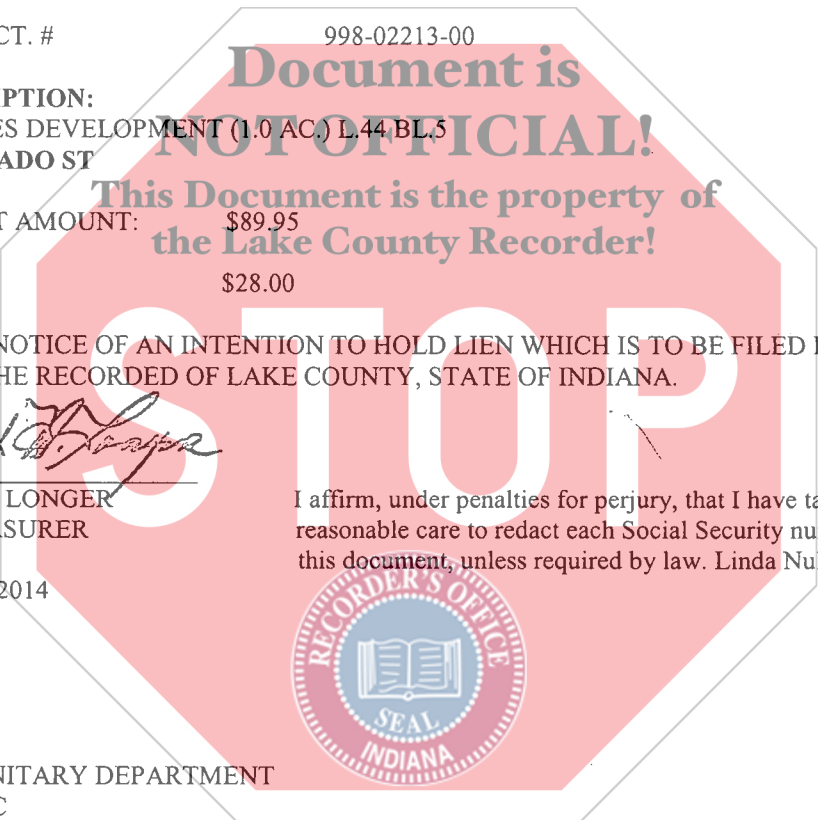 CT. # 998-02213-00
Document is
IPTION:
ES DEVELOPMENT (1.0 AC.) L.44 BL.5
NOT OFFICIAL!
ADO ST
This Document is the property of
T AMOUNT: $89.95
the Lake County Recorder!
$28.00
STOP
NOTICE OF AN INTENTION TO HOLD LIEN WHICH IS TO BE FILED
HE RECORDED OF LAKE COUNTY, STATE OF INDIANA.
LONGER
I affirm, under penalties for perjury, that I have ta
SURER
reasonable care to redact each Social Security nu
this document, unless required by law. Linda Nu
2014
RECORDER'S OFFICE
SEAL
INDIANA
NITARY DEPARTMENT